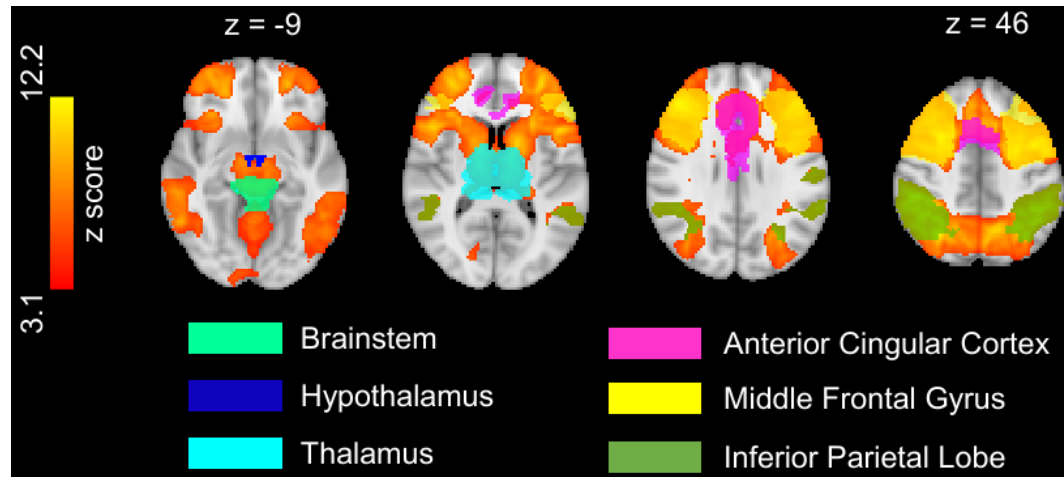 z = -9
z = 46
12.2
z score
3.1
Brainstem
Hypothalamus
Thalamus
Anterior Cingular Cortex
Middle Frontal Gyrus
Inferior Parietal Lobe